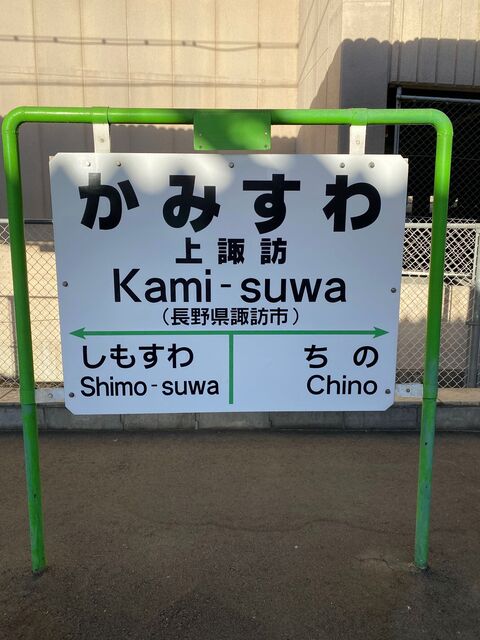 かみすわ
上諏訪
Kami-suwa
(長野県諏訪市)
しもすわ ちの
Shimo-suwa Chino